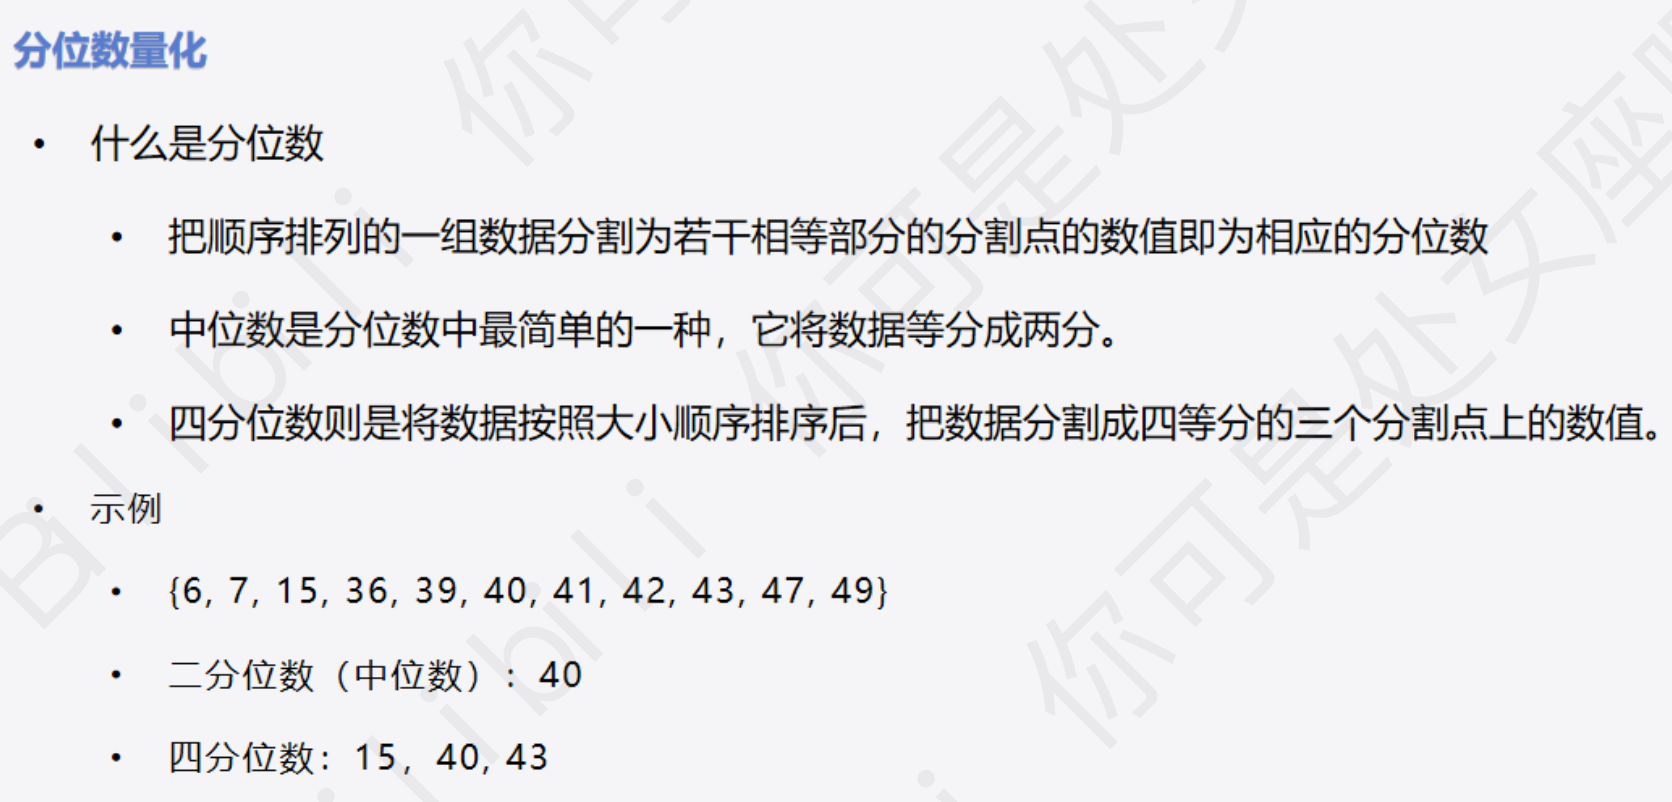 分位数量化
• 什么是分位数
• 把顺序排列的一组数据分割为若干相等部分的分割点的数值即为相应的分位数
• 中位数是分位数中最简单的一种，它将数据等分成两分。
• 四分位数则是将数据按照大小顺序排序后，把数据分割成四等分的三个分割点上的数值。
• 示例
• {6, 7, 15, 36, 39, 40, 41, 42, 43, 47, 49}
• 二分位数（中位数）：40
• 四分位数：15，40, 43
Bilibili 你可是处女座